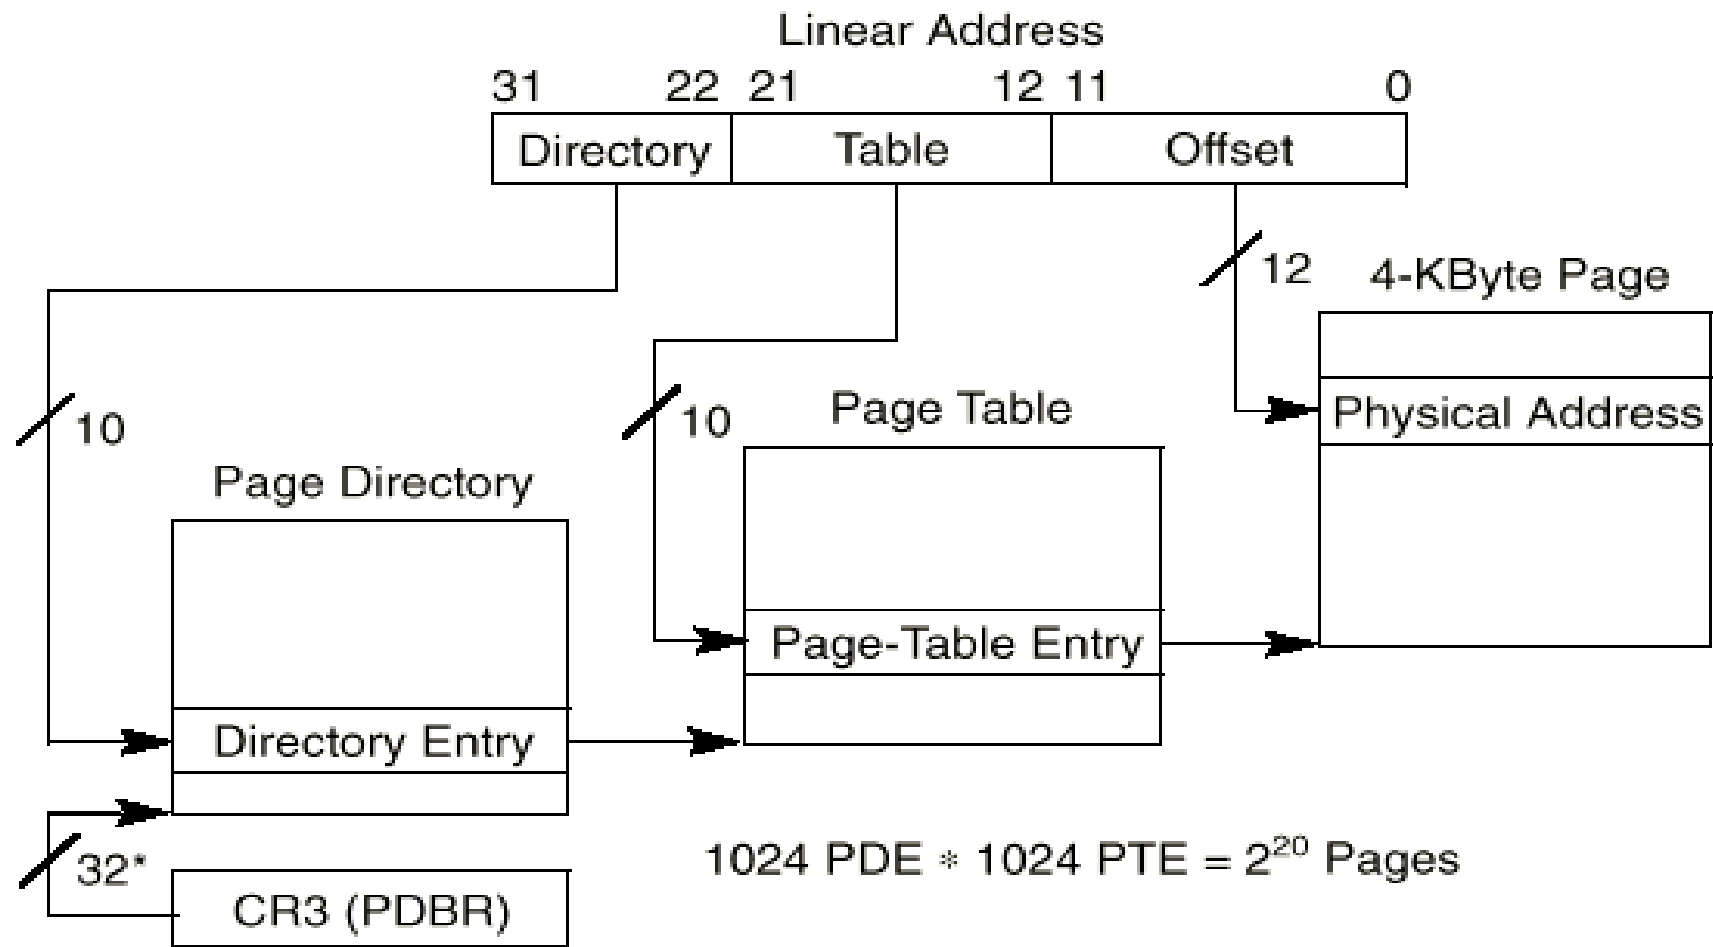 Linear Address
31 22 21 12 11 0
Directory Table Offset
12
4-KByte Page
Physical Address
10
10
Page Table
Page Directory
Page-Table Entry
Directory Entry
32*
1024 PDE * 1024 PTE = 2²⁰ Pages
CR3 (PDBR)